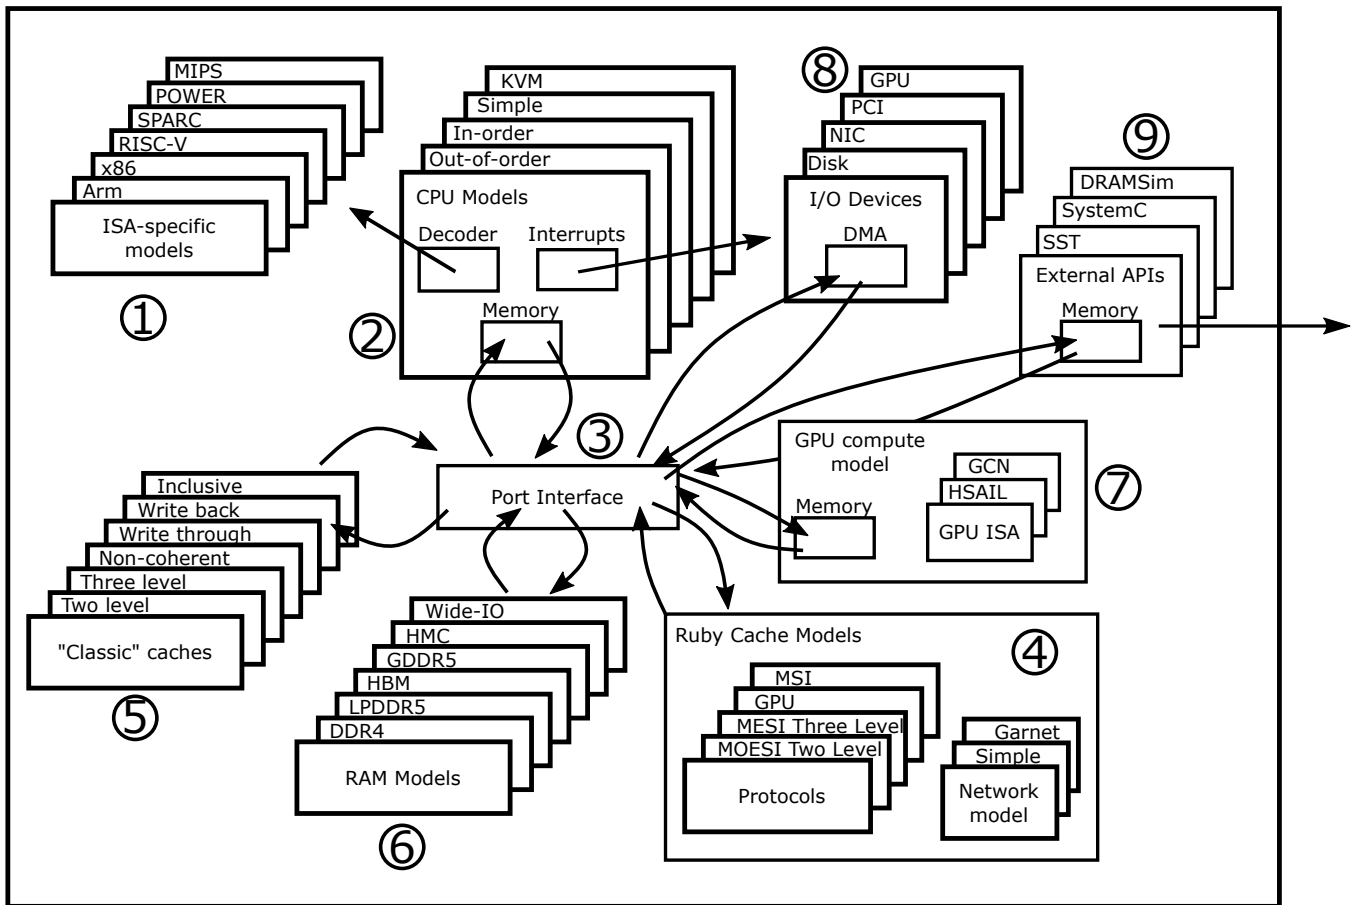 MIPS
POWER
SPARC
RISC-V
x86
Arm
ISA-specific
models
①
KVM
Simple
In-order
Out-of-order
CPU Models
Decoder
Interrupts
Memory
②
⑧
GPU
PCI
NIC
Disk
I/O Devices
DMA
⑨
DRAMSim
SystemC
SST
External APIs
Memory
③
Port Interface
GPU compute
model
Memory
GCN
HSAIL
GPU ISA
⑦
Inclusive
Write back
Write through
Non-coherent
Three level
Two level
"Classic" caches
⑤
Wide-IO
HMC
GDDR5
HBM
LPDDR5
DDR4
RAM Models
⑥
Ruby Cache Models
④
MSI
GPU
MESI Three Level
MOESI Two Level
Protocols
Garnet
Simple
Network
model